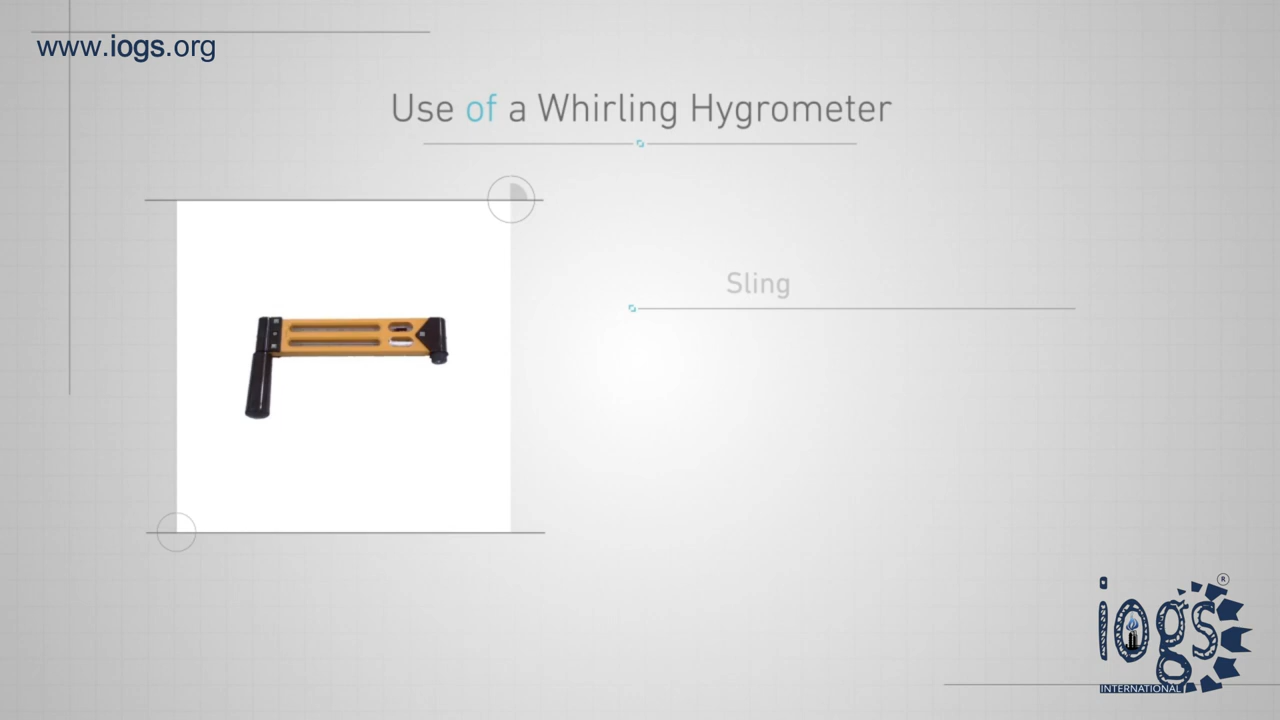 www.iogs.org
Use of a Whirling Hygrometer
Sling
iogs
®
INTERNATIONAL